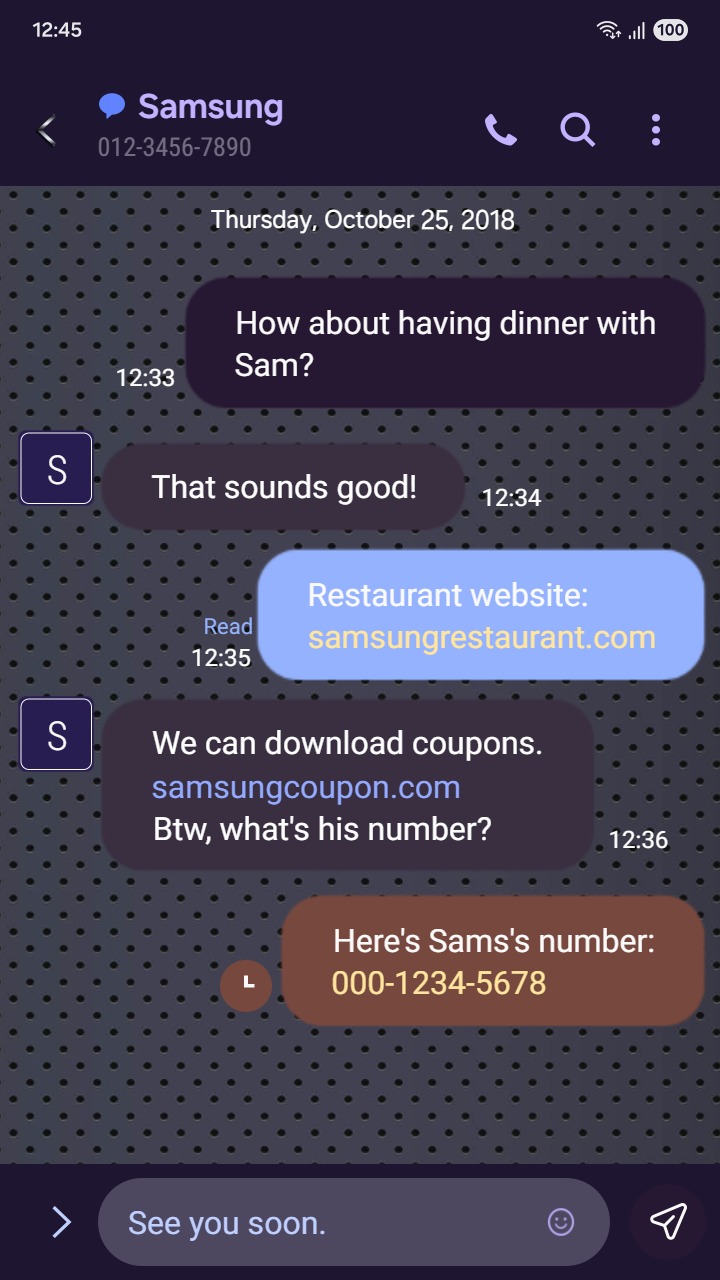 12:45
100
Samsung
012-3456-7890
Thursday, October 25, 2018
How about having dinner with
Sam?
12:33
S
That sounds good!
12:34
Restaurant website:
samsungrestaurant.com
Read
12:35
S
We can download coupons.
samsungcoupon.com
Btw, what's his number?
12:36
Here's Sams's number:
000-1234-5678
See you soon.